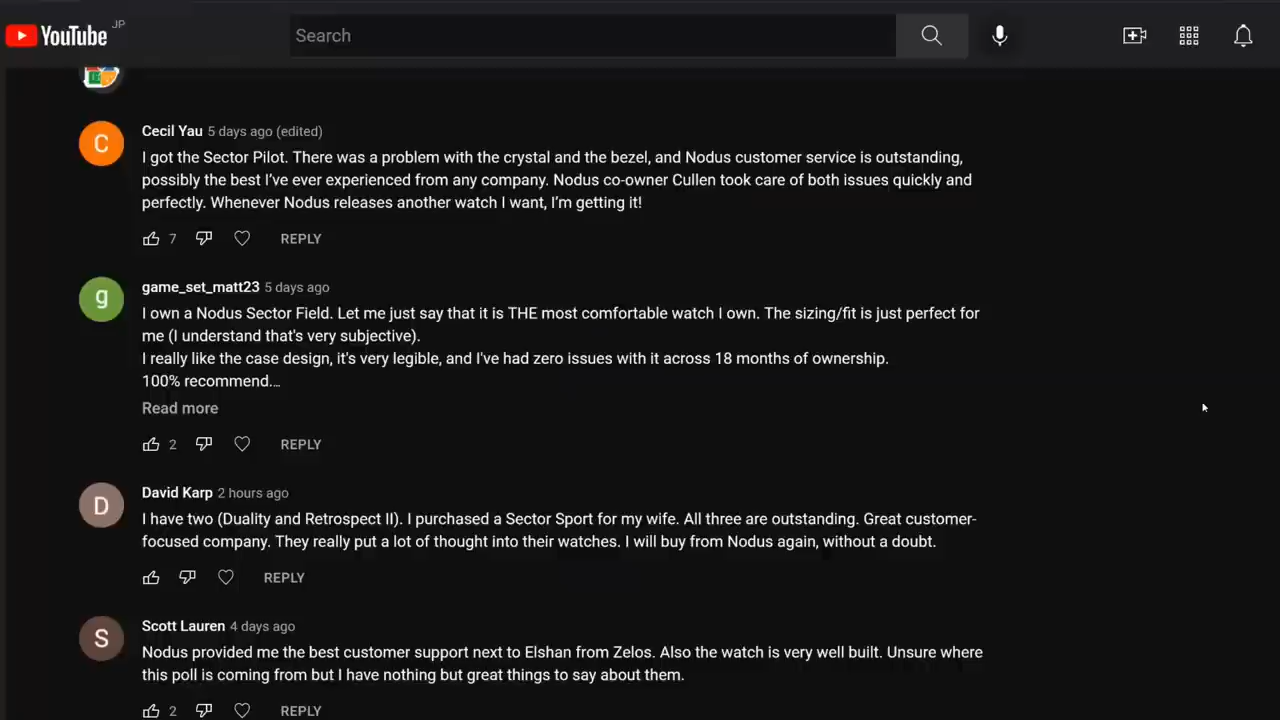 YouTube JP
Search
C
Cecil Yau 5 days ago (edited)
I got the Sector Pilot. There was a problem with the crystal and the bezel, and Nodus customer service is outstanding,
possibly the best I’ve ever experienced from any company. Nodus co-owner Cullen took care of both issues quickly and
perfectly. Whenever Nodus releases another watch I want, I’m getting it!
7 REPLY
g
game_set_matt23 5 days ago
I own a Nodus Sector Field. Let me just say that it is THE most comfortable watch I own. The sizing/fit is just perfect for
me (I understand that's very subjective).
I really like the case design, it's very legible, and I've had zero issues with it across 18 months of ownership.
100% recommend...
Read more
2 REPLY
D
David Karp 2 hours ago
I have two (Duality and Retrospect II). I purchased a Sector Sport for my wife. All three are outstanding. Great customer-
focused company. They really put a lot of thought into their watches. I will buy from Nodus again, without a doubt.
REPLY
S
Scott Lauren 4 days ago
Nodus provided me the best customer support next to Elshan from Zelos. Also the watch is very well built. Unsure where
this poll is coming from but I have nothing but great things to say about them.
2 REPLY